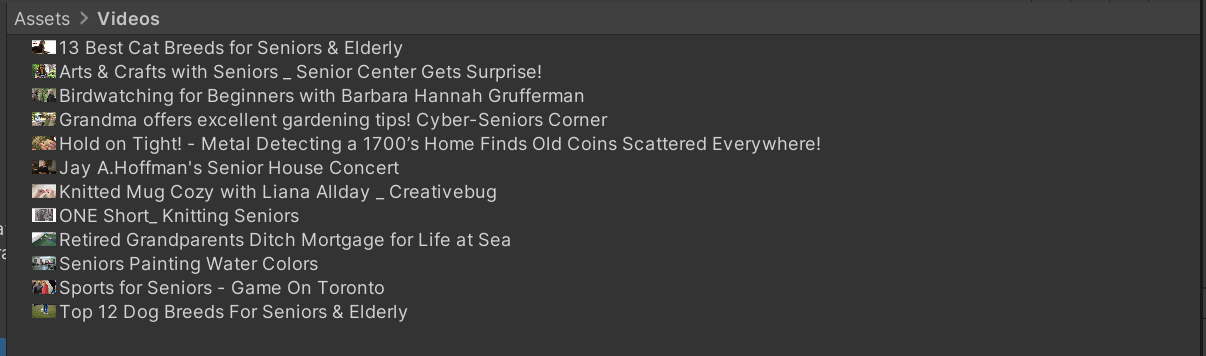 Assets > Videos
13 Best Cat Breeds for Seniors & Elderly
Arts & Crafts with Seniors _ Senior Center Gets Surprise!
Birdwatching for Beginners with Barbara Hannah Grufferman
Grandma offers excellent gardening tips! Cyber-Seniors Corner
Hold on Tight! - Metal Detecting a 1700’s Home Finds Old Coins Scattered Everywhere!
Jay A.Hoffman's Senior House Concert
Knitted Mug Cozy with Liana Allday _ Creativebug
ONE Short_ Knitting Seniors
Retired Grandparents Ditch Mortgage for Life at Sea
Seniors Painting Water Colors
Sports for Seniors - Game On Toronto
Top 12 Dog Breeds For Seniors & Elderly